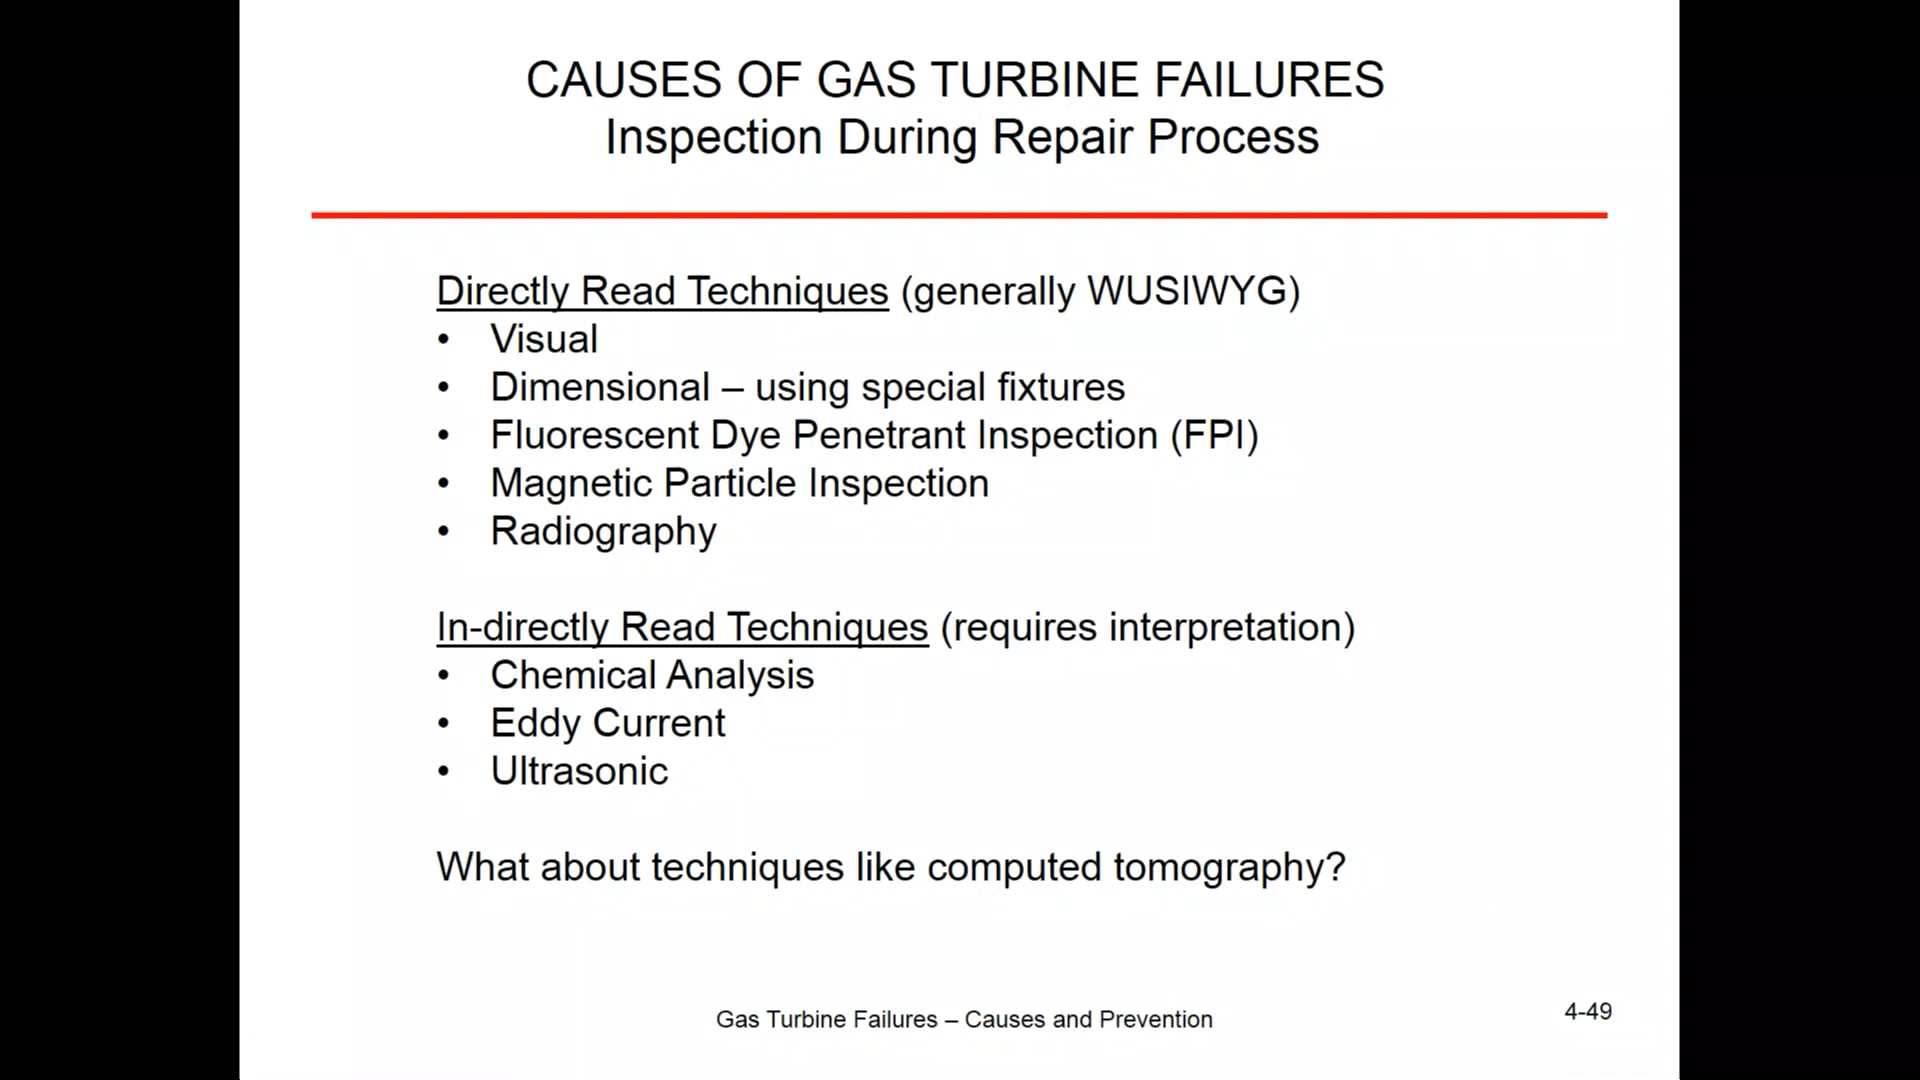 CAUSES OF GAS TURBINE FAILURES
Inspection During Repair Process
Directly Read Techniques (generally WUSIWYG)
• Visual
• Dimensional – using special fixtures
• Fluorescent Dye Penetrant Inspection (FPI)
• Magnetic Particle Inspection
• Radiography
In-directly Read Techniques (requires interpretation)
• Chemical Analysis
• Eddy Current
• Ultrasonic
What about techniques like computed tomography?
Gas Turbine Failures – Causes and Prevention
4-49